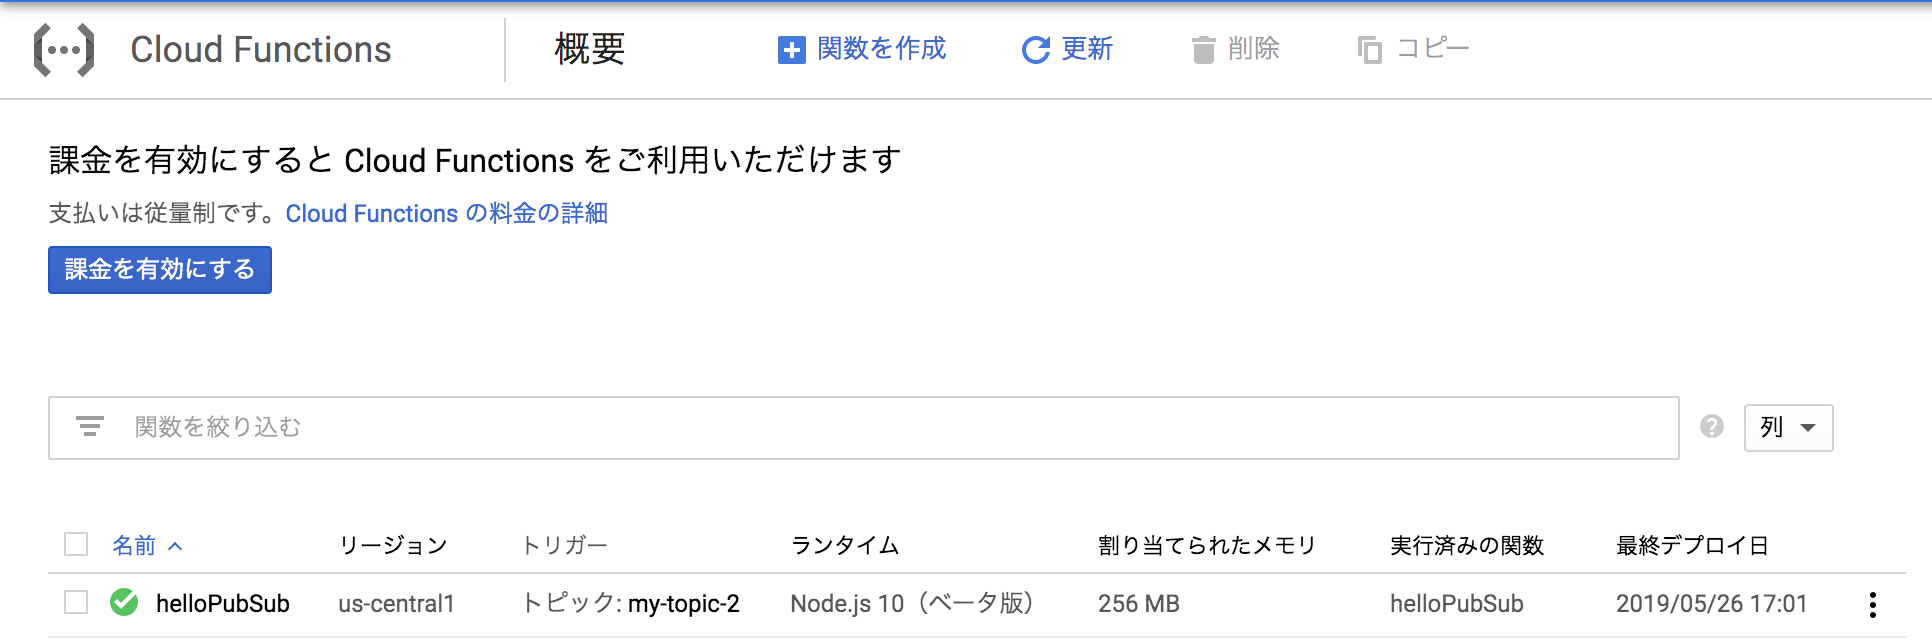 Cloud Functions 概要 関数を作成 更新 削除 コピー
課金を有効にすると Cloud Functions をご利用いただけます
支払いは従量制です。Cloud Functions の料金の詳細
課金を有効にする
関数を絞り込む ? 列
名前 リージョン トリガー ランタイム 割り当てられたメモリ 実行済みの関数 最終デプロイ日
helloPubSub us-central1 トピック: my-topic-2 Node.js 10（ベータ版） 256 MB helloPubSub 2019/05/26 17:01